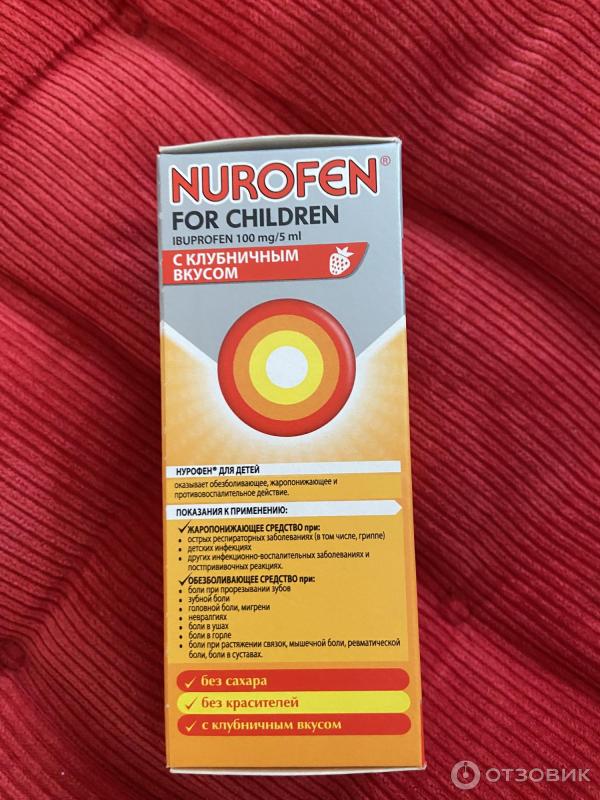 NUROFEN®
FOR CHILDREN
IBUPROFEN 100 mg/5 ml
С КЛУБНИЧНЫМ
ВКУСОМ
НУРОФЕН® ДЛЯ ДЕТЕЙ
оказывает обезболивающее, жаропонижающее и
противовоспалительное действие.
ПОКАЗАНИЯ К ПРИМЕНЕНИЮ:
✓ ЖАРОПОНИЖАЮЩЕЕ СРЕДСТВО при:
• острых респираторных заболеваниях (в том числе, гриппе)
• детских инфекциях
• других инфекционно-воспалительных заболеваниях и
постпрививочных реакциях.
✓ ОБЕЗБОЛИВАЮЩЕЕ СРЕДСТВО при:
• боли при прорезывании зубов
• зубной боли
• головной боли, мигрени
• невралгиях
• боли в ушах
• боли в горле
• боли при растяжении связок, мышечной боли, ревматической
боли, боли в суставах.
✓ без сахара
✓ без красителей
✓ с клубничным вкусом
ОТЗОВИК